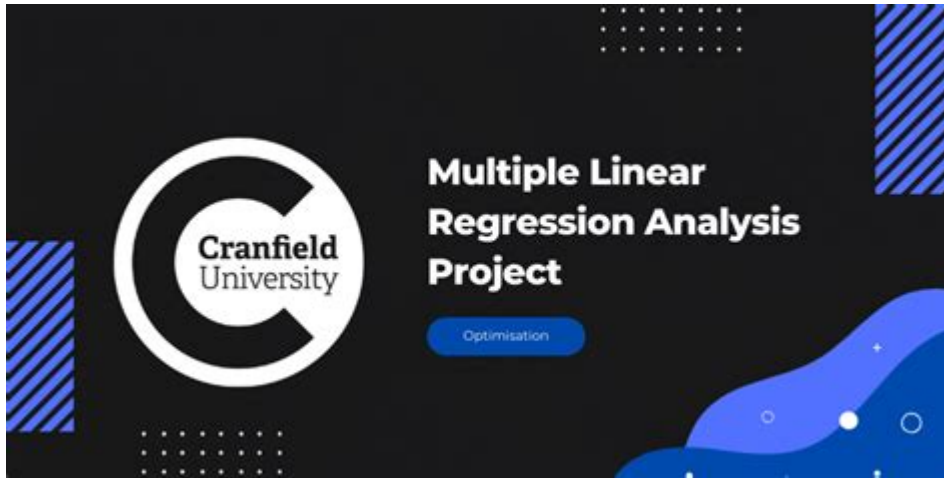 Cranfield
University
Multiple Linear
Regression Analysis
Project
Optimisation